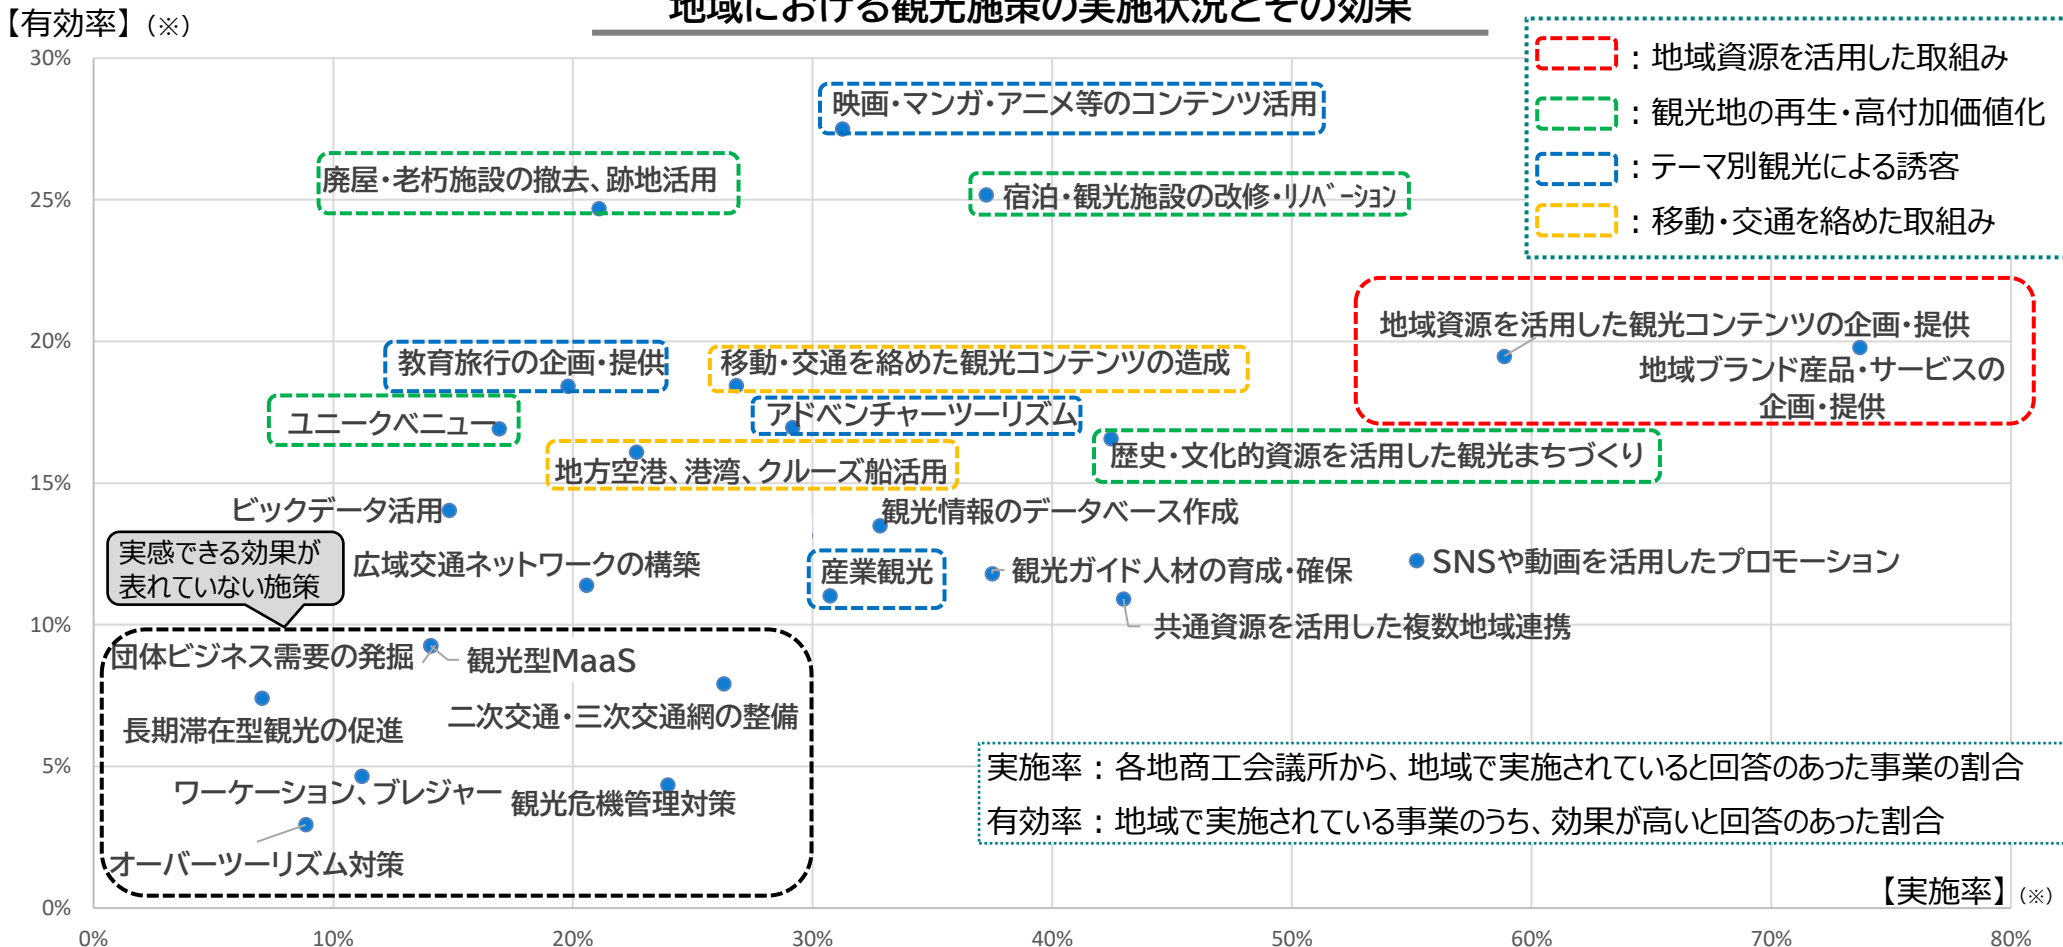 地域における観光施策の実施状況とその効果
【有効率】(※)
30%
25%
20%
15%
10%
5%
0%
：地域資源を活用した取組み
：観光地の再生・高付加価値化
：テーマ別観光による誘客
：移動・交通を絡めた取組み
映画・マンガ・アニメ等のコンテンツ活用
廃屋・老朽施設の撤去、跡地活用
宿泊・観光施設の改修・ﾘﾉﾍﾞｰｼｮﾝ
地域資源を活用した観光コンテンツの企画・提供
地域ブランド産品・サービスの
企画・提供
教育旅行の企画・提供
移動・交通を絡めた観光コンテンツの造成
ユニークベニュー
アドベンチャーツーリズム
地方空港、港湾、クルーズ船活用
歴史・文化的資源を活用した観光まちづくり
ビックデータ活用
観光情報のデータベース作成
実感できる効果が
表れていない施策
広域交通ネットワークの構築
産業観光
観光ガイド人材の育成・確保
SNSや動画を活用したプロモーション
共通資源を活用した複数地域連携
団体ビジネス需要の発掘
観光型MaaS
長期滞在型観光の促進
二次交通・三次交通網の整備
ワーケーション、ブレジャー
観光危機管理対策
オーバーツーリズム対策
実施率：各地商工会議所から、地域で実施されていると回答のあった事業の割合
有効率：地域で実施されている事業のうち、効果が高いと回答のあった割合
【実施率】(※)
0%
10%
20%
30%
40%
50%
60%
70%
80%